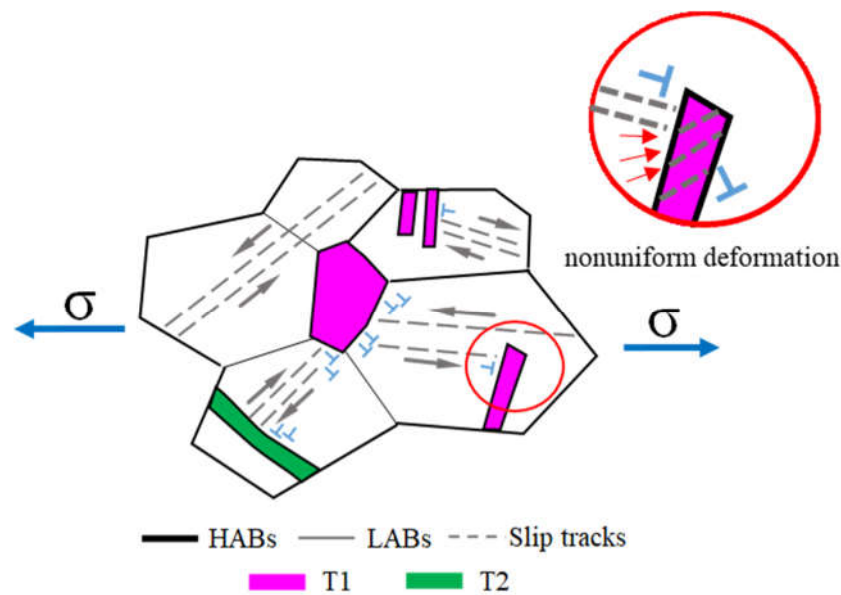 nonuniform deformation
σ
σ
HABs LABs Slip tracks
T1 T2